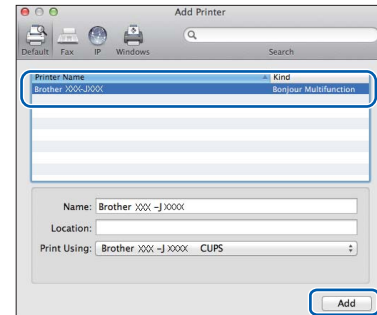 Add Printer
Default Fax IP Windows Search
Printer Name Kind
Brother XXX-JXXX Bonjour Multifunction
Name: Brother XXX -J XXXX
Location:
Print Using: Brother XXX -J XXXX CUPS
Add